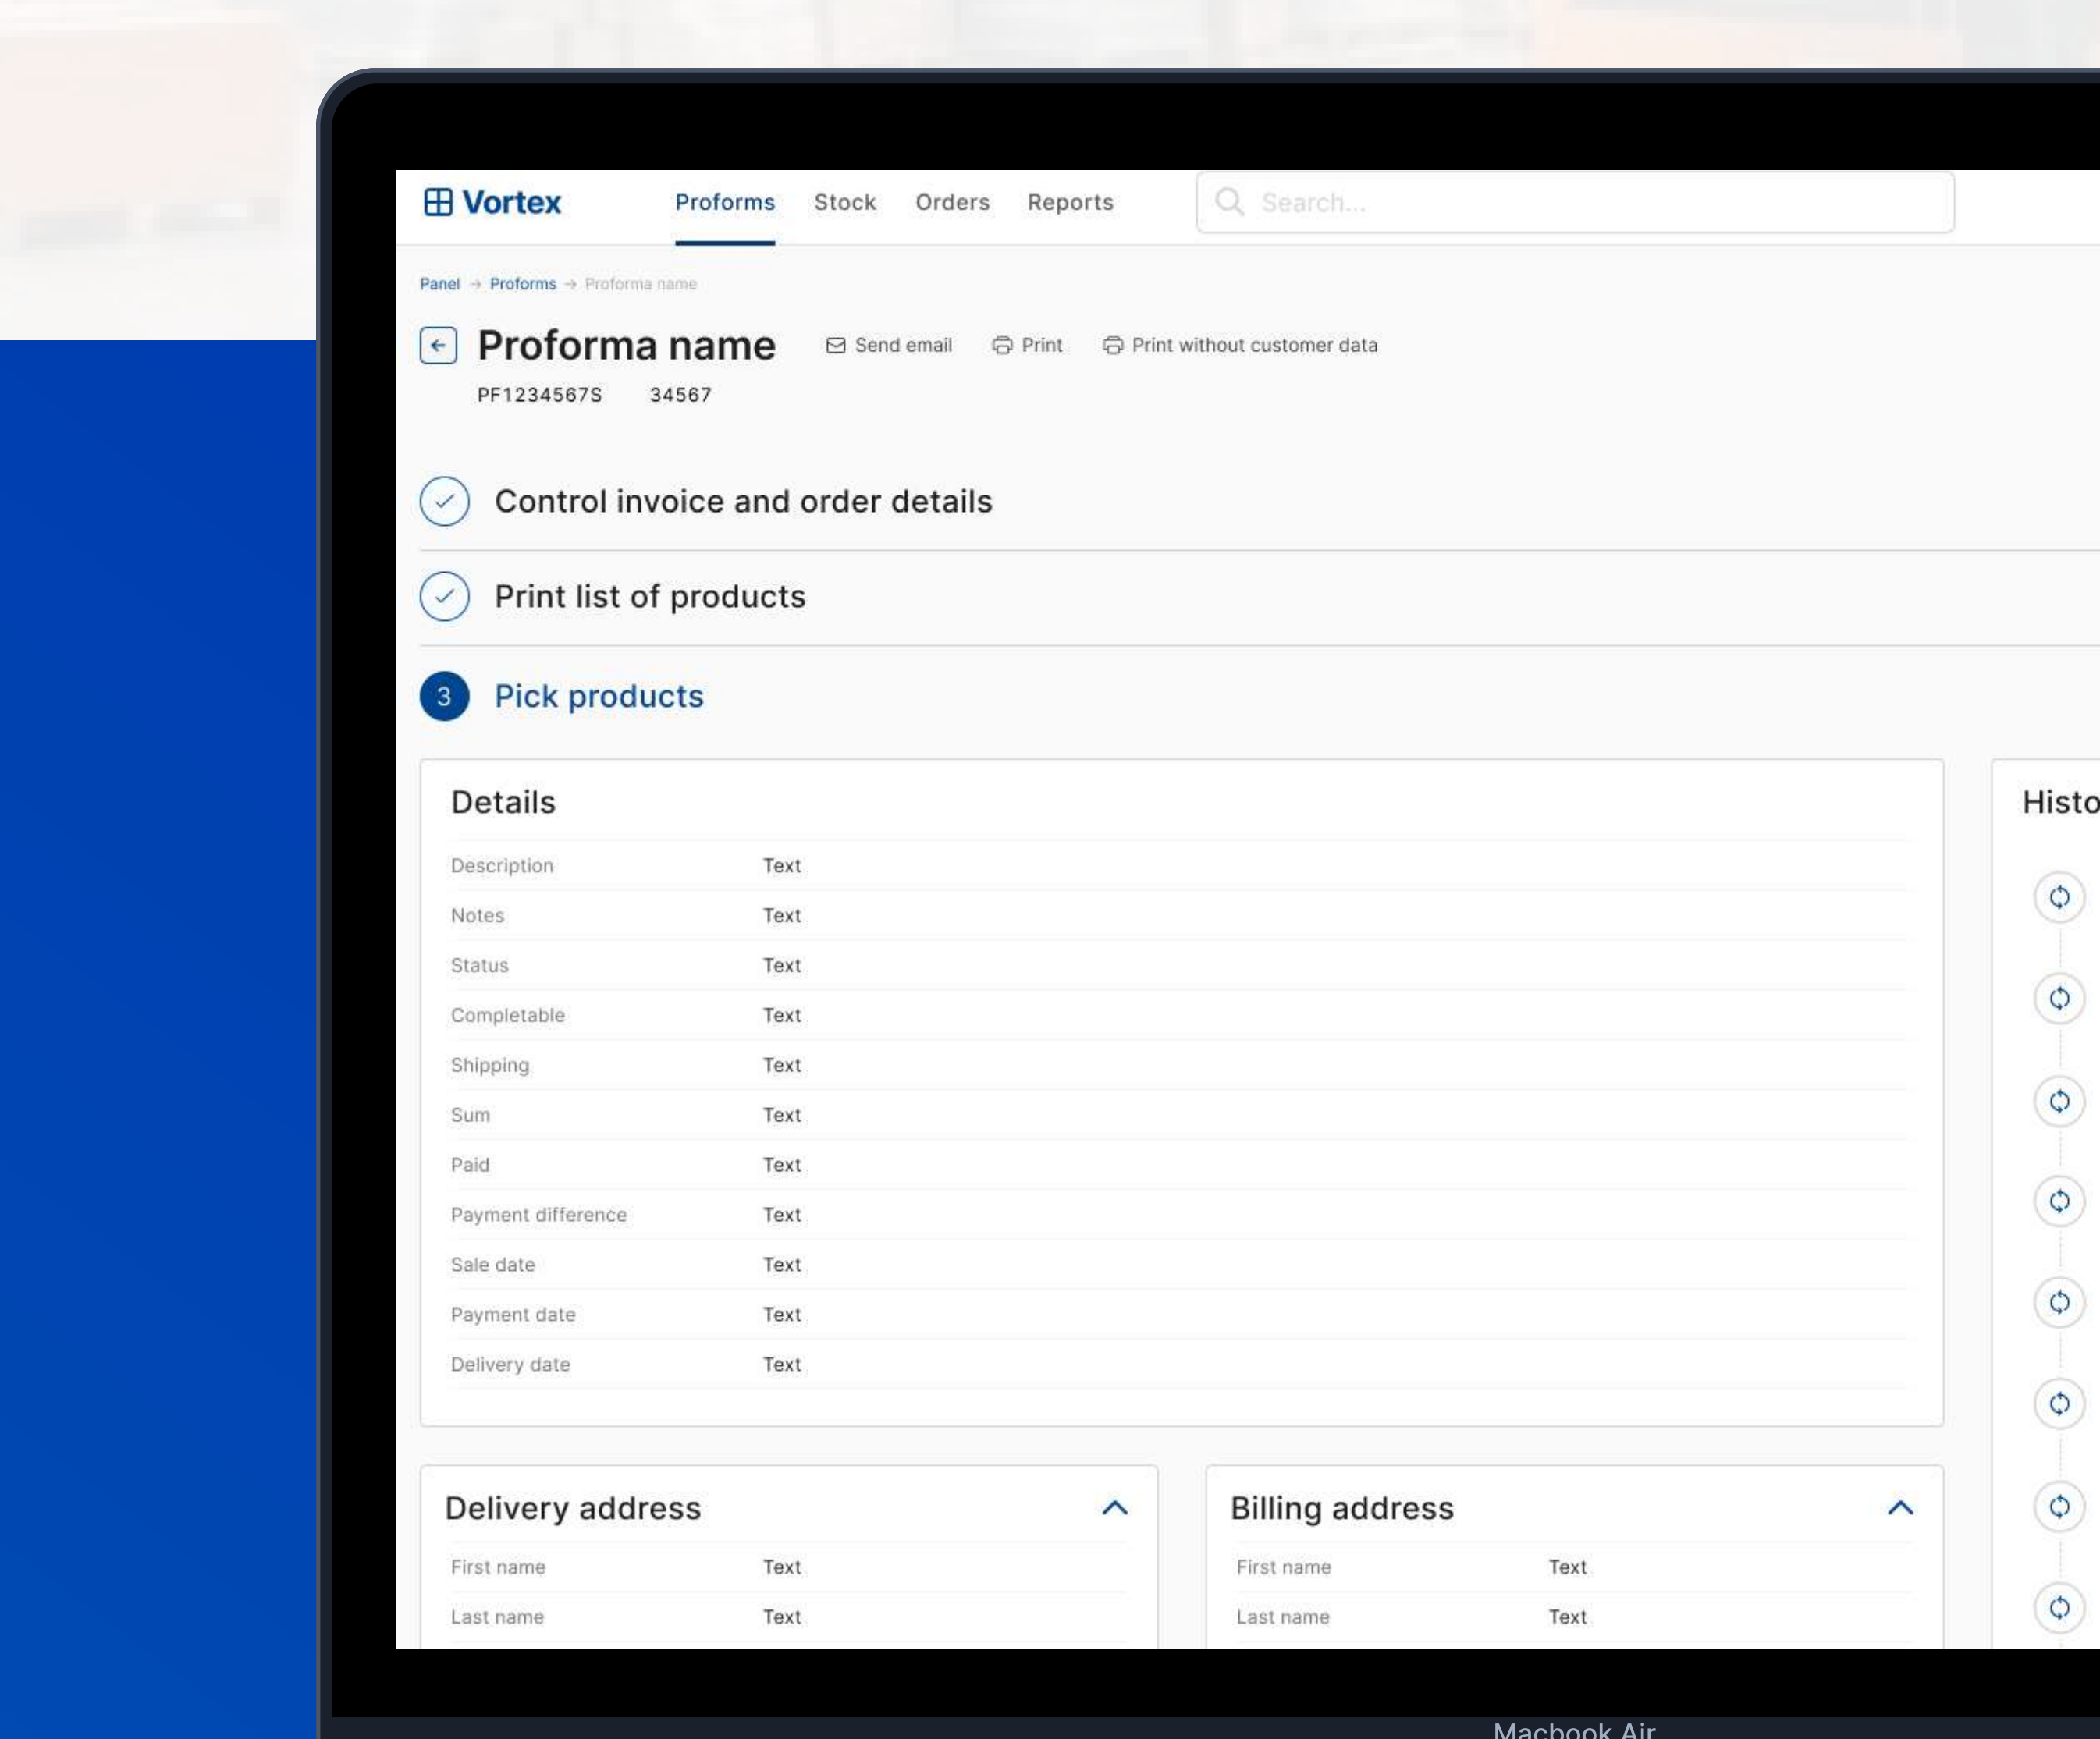 Vortex Proforms Stock Orders Reports Search...
Panel → Proforms → Proforma name
Proforma name Send email Print Print without customer data
PF1234567S 34567
Control invoice and order details
Print list of products
3 Pick products
Details
Description Text
Notes Text
Status Text
Completable Text
Shipping Text
Sum Text
Paid Text
Payment difference Text
Sale date Text
Payment date Text
Delivery date Text
Histo
Delivery address
First name Text
Last name Text
Billing address
First name Text
Last name Text
Macbook Air